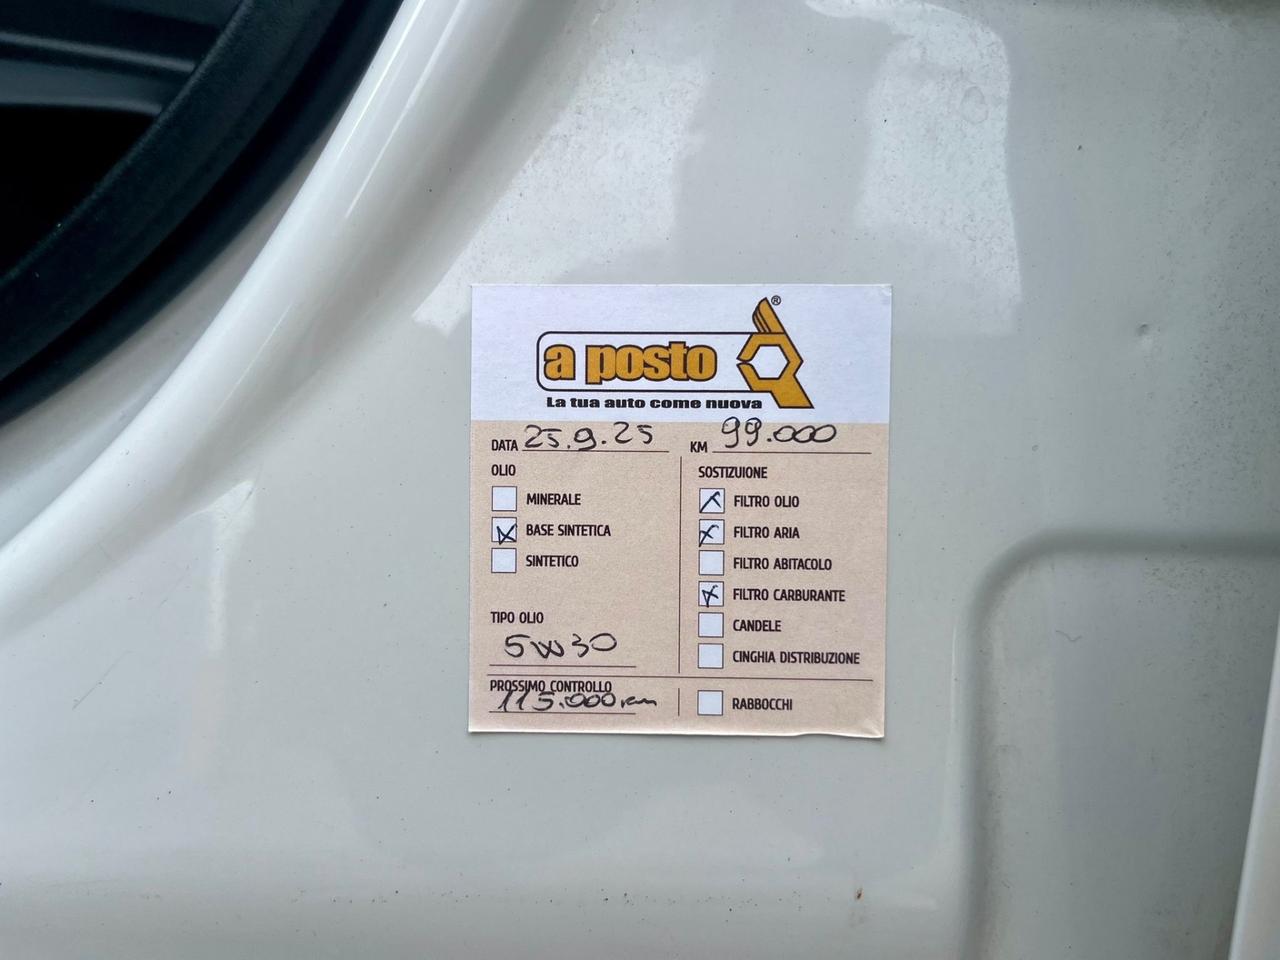 ®
a posto
La tua auto come nuova
DATA 25.9.25 KM 99.000
OLIO
MINERALE
BASE SINTETICA
SINTETICO
TIPO OLIO
5W30
PROSSIMO CONTROLLO
115.000 km
SOSTIZUIONE
FILTRO OLIO
FILTRO ARIA
FILTRO ABITACOLO
FILTRO CARBURANTE
CANDELE
CINGHIA DISTRIBUZIONE
RABBOCCHI